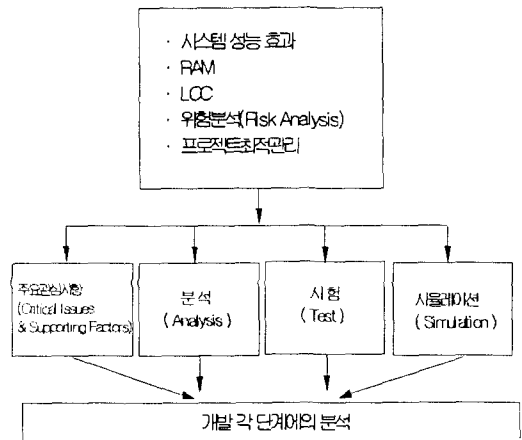 · 시스템 성능 효과
· RAM
· LCC
· 위험분석(Risk Analysis)
· 프로젝트최적관리
주요관심사항
(Critical Issues
& Supporting Factors)
분석
(Analysis)
시험
(Test)
시뮬레이션
(Simulation)
개발 각 단계에의 분석